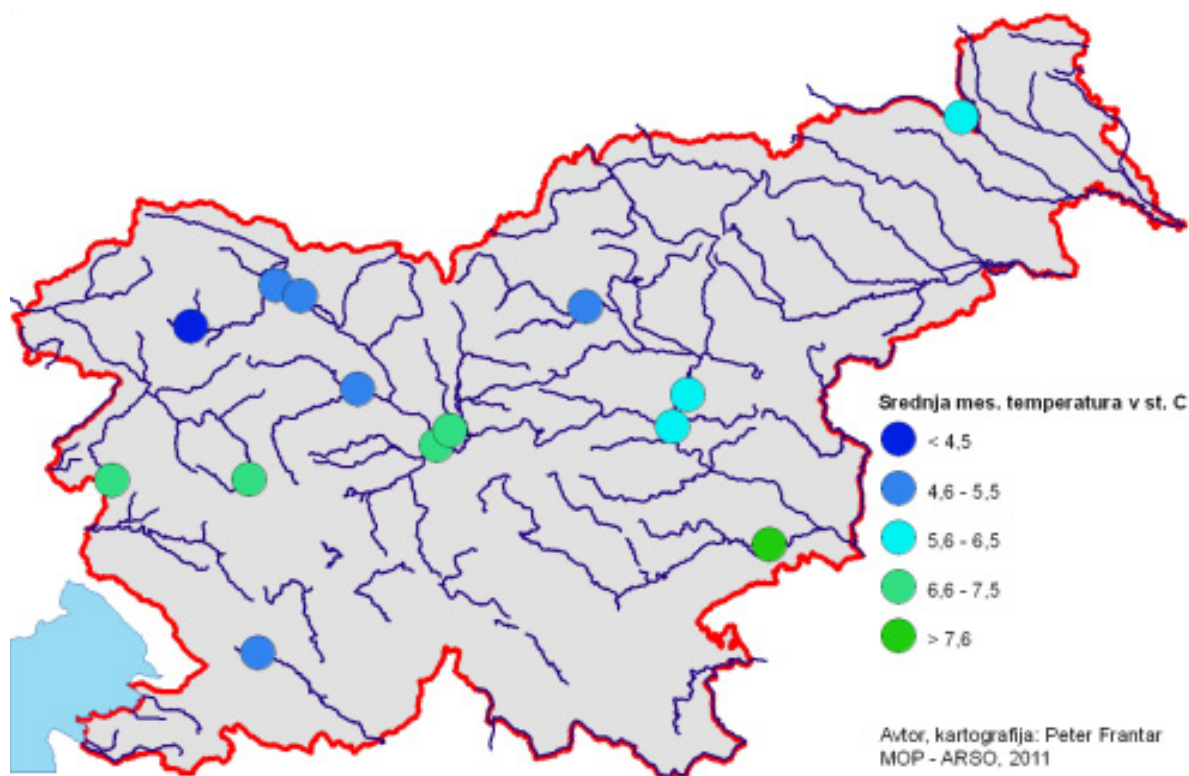 Srednja mes. temperatura v st. C
< 4,5
4,6 - 5,5
5,6 - 6,5
6,6 - 7,5
> 7,6
Avtor, kartografija: Peter Frantar
MOP - ARSO, 2011